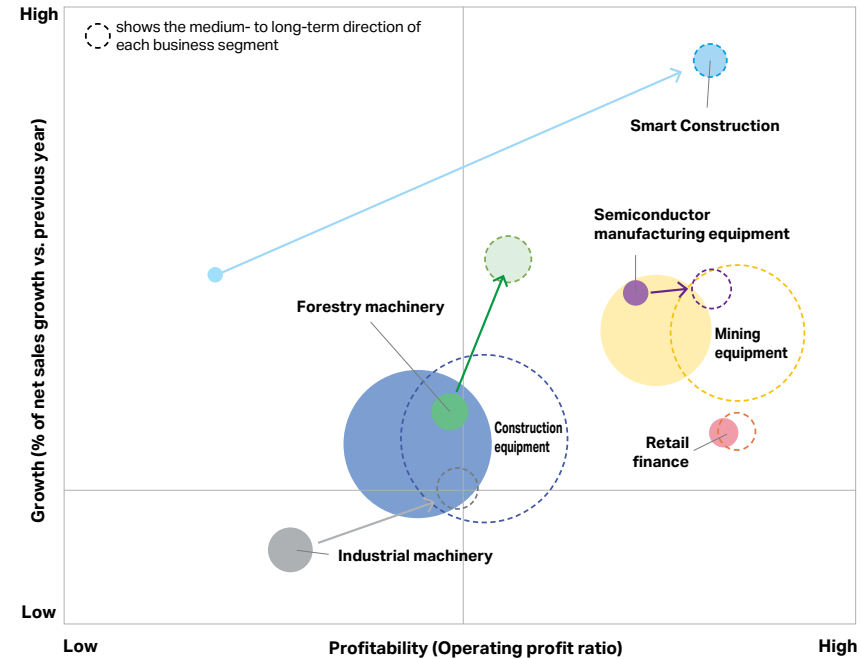 High
shows the medium- to long-term direction of
each business segment
Smart Construction
Semiconductor
manufacturing equipment
Forestry machinery
Mining
equipment
Construction
equipment
Retail
finance
Industrial machinery
Growth (% of net sales growth vs. previous year)
Low
Low
Profitability (Operating profit ratio)
High